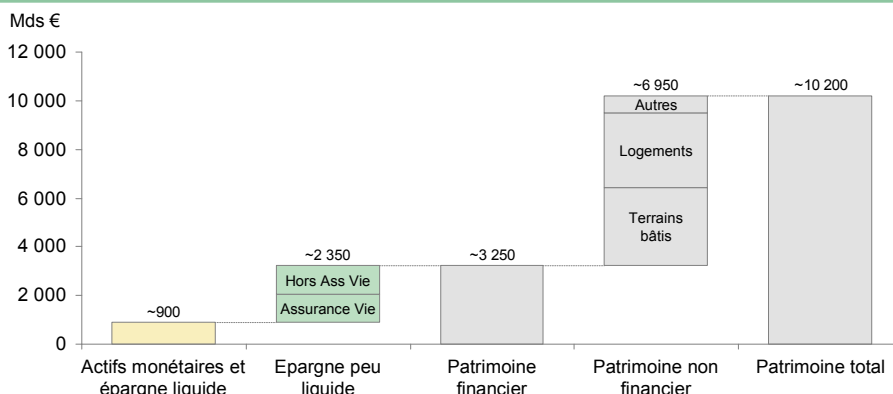 Mds €
12 000
10 000
8 000
6 000
4 000
2 000
0
~900
~2 350
Hors Ass Vie
Assurance Vie
~3 250
~6 950
Autres
Logements
Terrains
bâtis
~10 200
Actifs monétaires et
épargne liquide
Epargne peu
liquide
Patrimoine
financier
Patrimoine non
financier
Patrimoine total